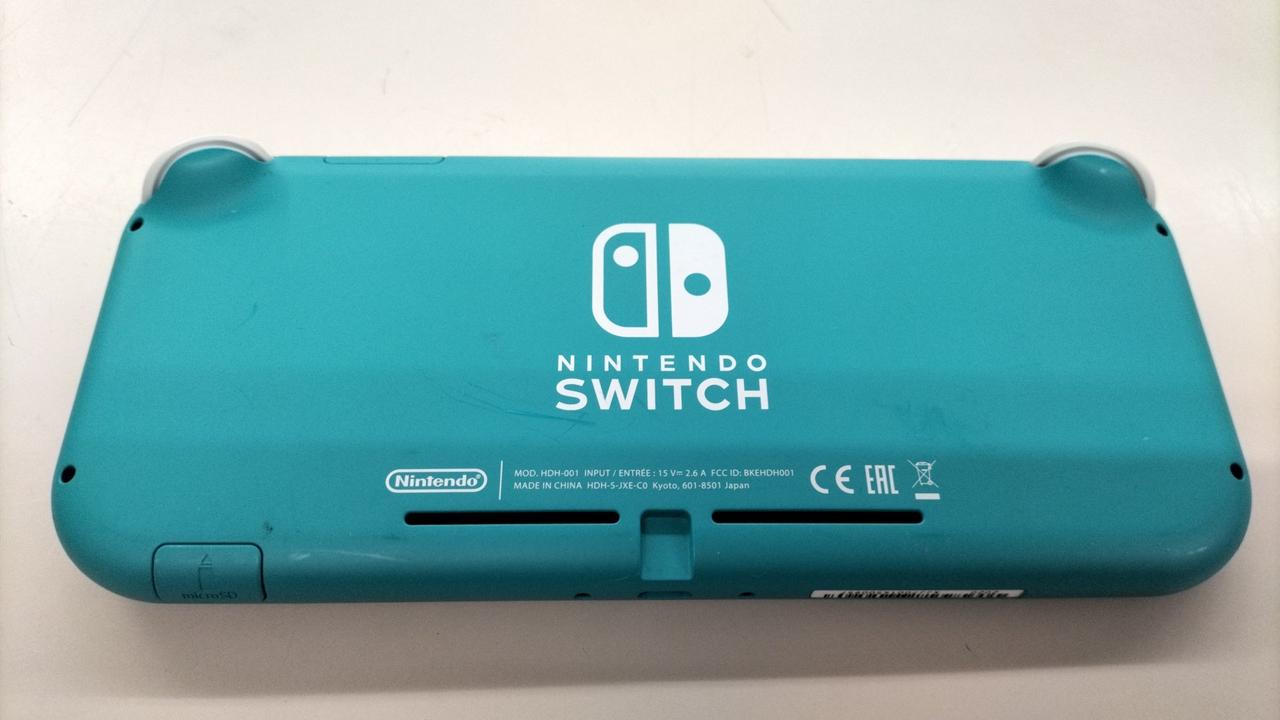 NINTENDO
SWITCH
Nintendo
MOD. HDH-001 INPUT / ENTRÉE : 15 V⎓ 2.6 A FCC ID: BKEHDH001
MADE IN CHINA HDH-S-JXE-C0 Kyoto, 601-8501 Japan
CE EAC
microSD